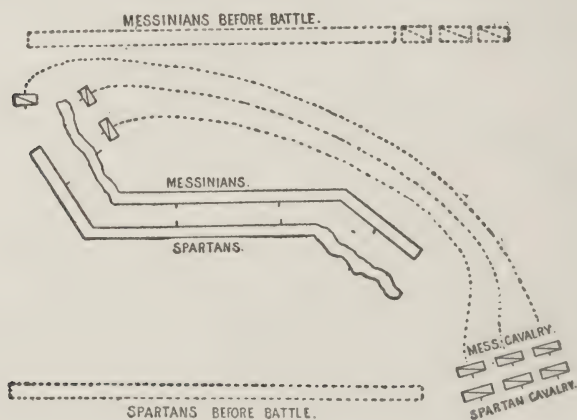 MESSINIANS BEFORE BATTLE.
MESSINIANS.
SPARTANS.
MESS. CAVALRY.
SPARTAN CAVALRY.
SPARTANS BEFORE BATTLE.